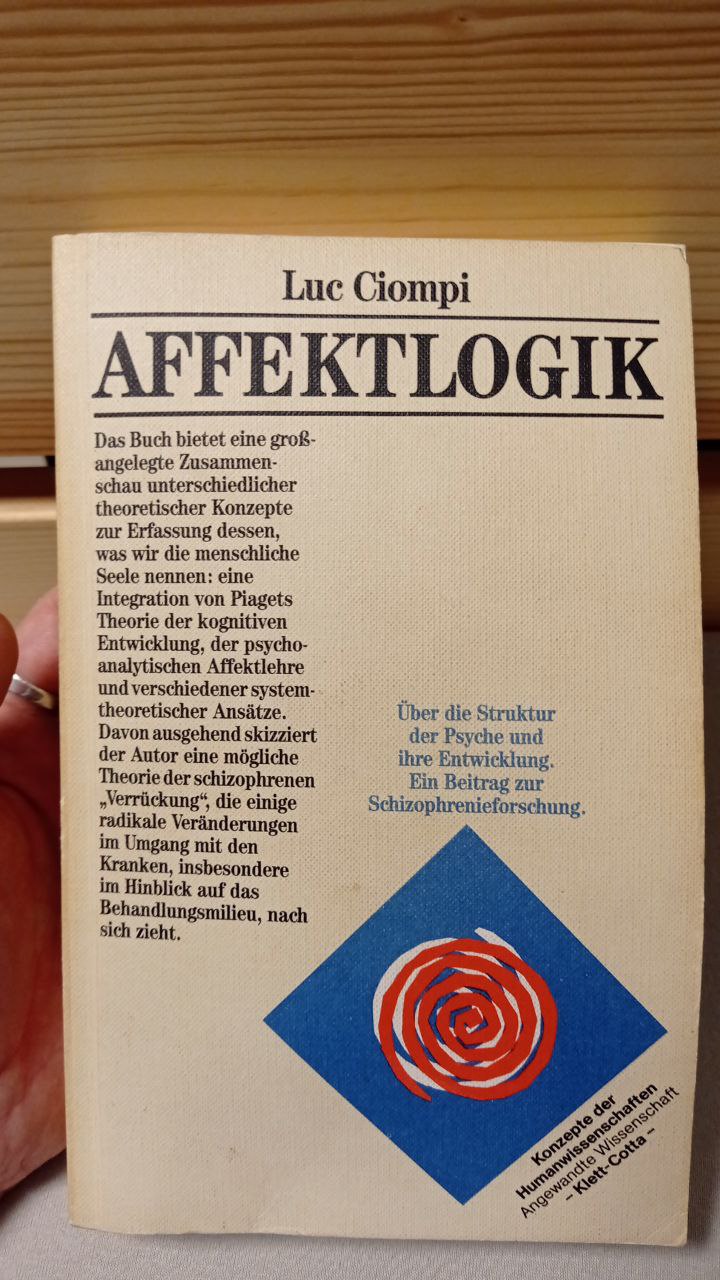 Luc Ciompi
AFFEKTLOGIK
Das Buch bietet eine groß-
angelegte Zusammen-
schau unterschiedlicher
theoretischer Konzepte
zur Erfassung dessen,
was wir die menschliche
Seele nennen: eine
Integration von Piagets
Theorie der kognitiven
Entwicklung, der psycho-
analytischen Affektlehre
und verschiedener system-
theoretischer Ansätze.
Davon ausgehend skizziert
der Autor eine mögliche
Theorie der schizophrenen
„Verrückung“, die einige
radikale Veränderungen
im Umgang mit den
Kranken, insbesondere
im Hinblick auf das
Behandlungsmilieu, nach
sich zieht.
Über die Struktur
der Psyche und
ihre Entwicklung.
Ein Beitrag zur
Schizophrenieforschung.
Konzepte der
Humanwissenschaften
Angewandte Wissenschaft
– Klett-Cotta –